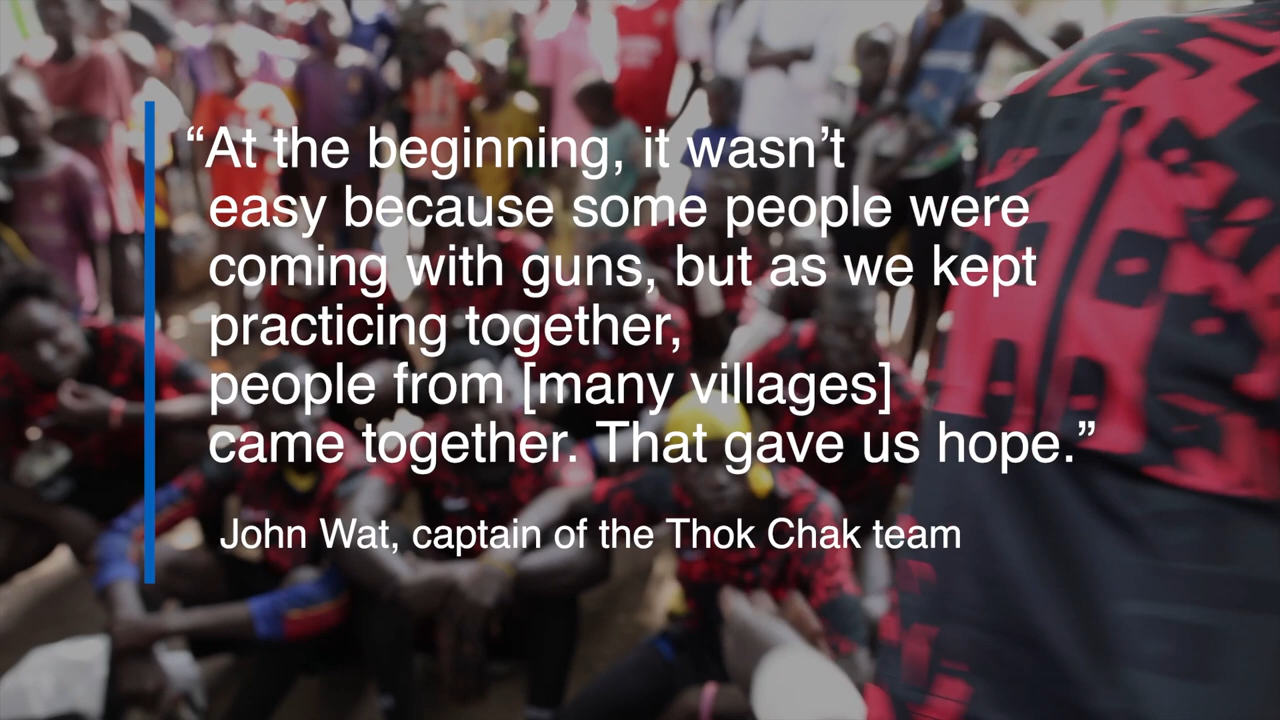 “At the beginning, it wasn’t
easy because some people were
coming with guns, but as we kept
practicing together,
people from [many villages]
came together. That gave us hope.”
John Wat, captain of the Thok Chak team